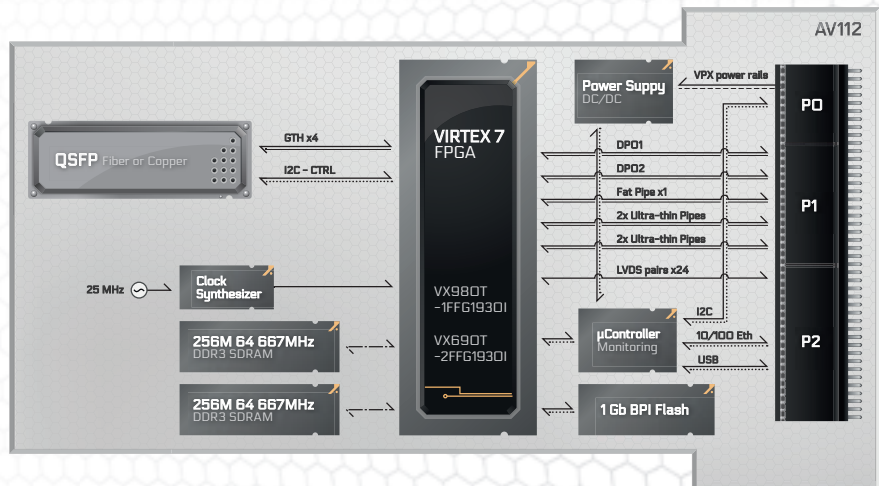 AV112
VPX power rails
Power Suppy
DC/DC
P0
VIRTEX 7
FPGA
QSFP Fiber or Copper
GTH x4
I2C - CTRL
DP01
DP02
Fat Pipe x1
2x Ultra-thin Pipes
2x Ultra-thin Pipes
LVDS pairs x24
P1
25 MHz
Clock
Synthesizer
VX980T
-1FFG1930I
VX690T
-2FFG1930I
256M 64 667MHz
DDR3 SDRAM
256M 64 667MHz
DDR3 SDRAM
µController
Monitoring
I2C
10/100 Eth
USB
P2
1 Gb BPI Flash